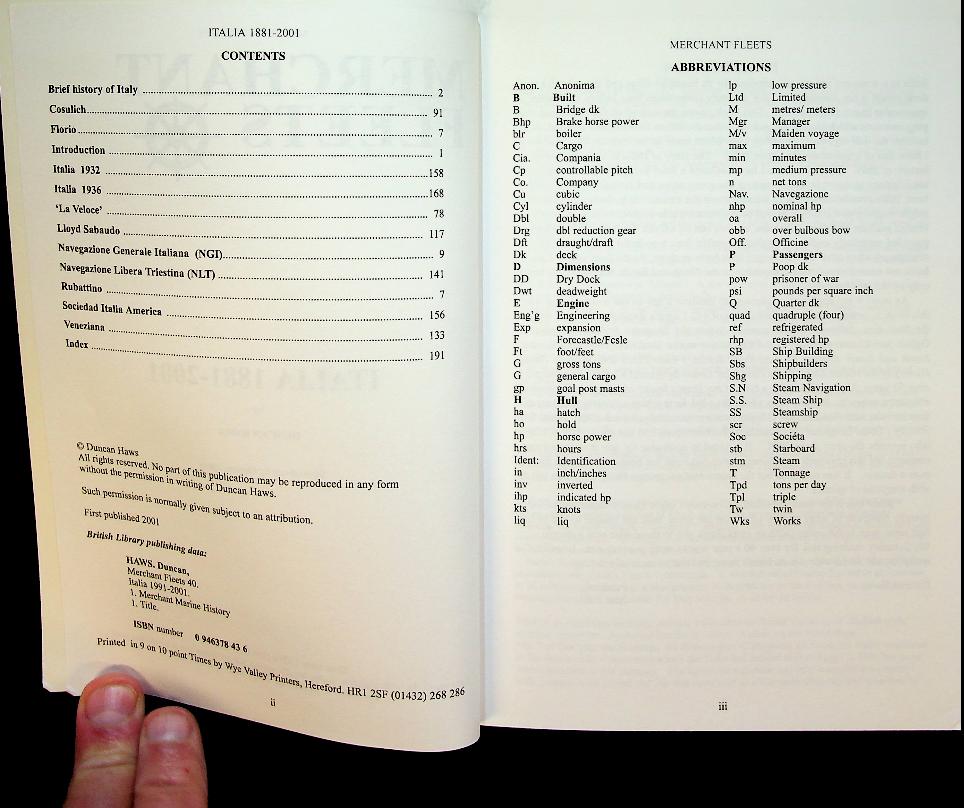 ITALIA 1881-2001
CONTENTS
Brief history of Italy 2
Cosulich 91
Florio 7
Introduction 1
Italia 1932 158
Italia 1936 168
‘La Veloce’ 78
Lloyd Sabaudo 117
Navegazione Generale Italiana (NGI) 9
Navegazione Libera Triestina (NLT) 141
Rubattino 7
Sociedad Italia America 156
Veneziana 133
Index 191
© Duncan Haws
All rights reserved. No part of this publication may be reproduced in any form
without the permission in writing of Duncan Haws.
Such permission is normally given subject to an attribution.
First published 2001
British Library publishing data:
HAWS. Duncan,
Merchant Fleets 40.
Italia 1991-2001.
1. Merchant Marine History
1. Title.
ISBN number 0 946378 43 6
Printed in 9 on 10 point Times by Wye Valley Printers, Hereford. HR1 2SF (01432) 268 286
ii
MERCHANT FLEETS
ABBREVIATIONS
Anon. Anonima
B Built
B Bridge dk
Bhp Brake horse power
blr boiler
C Cargo
Cia. Compania
Cp controllable pitch
Co. Company
Cu cubic
Cyl cylinder
Dbl double
Drg dbl reduction gear
Dft draught/draft
Dk deck
D Dimensions
DD Dry Dock
Dwt deadweight
E Engine
Eng'g Engineering
Exp expansion
F Forecastle/Fcsle
Ft foot/feet
G gross tons
G general cargo
gp goal post masts
H Hull
ha hatch
ho hold
hp horse power
hrs hours
Ident: Identification
in inch/inches
inv inverted
ihp indicated hp
kts knots
liq liq
lp low pressure
Ltd Limited
M metres/ meters
Mgr Manager
M/v Maiden voyage
max maximum
min minutes
mp medium pressure
n net tons
Nav. Navegazione
nhp nominal hp
oa overall
obb over bulbous bow
Off. Officine
P Passengers
P Poop dk
pow prisoner of war
psi pounds per square inch
Q Quarter dk
quad quadruple (four)
ref refrigerated
rhp registered hp
SB Ship Building
Sbs Shipbuilders
Shg Shipping
S.N Steam Navigation
S.S. Steam Ship
SS Steamship
scr screw
Soc Sociéta
stb Starboard
stm Steam
T Tonnage
Tpd tons per day
Tpl triple
Tw twin
Wks Works
iii